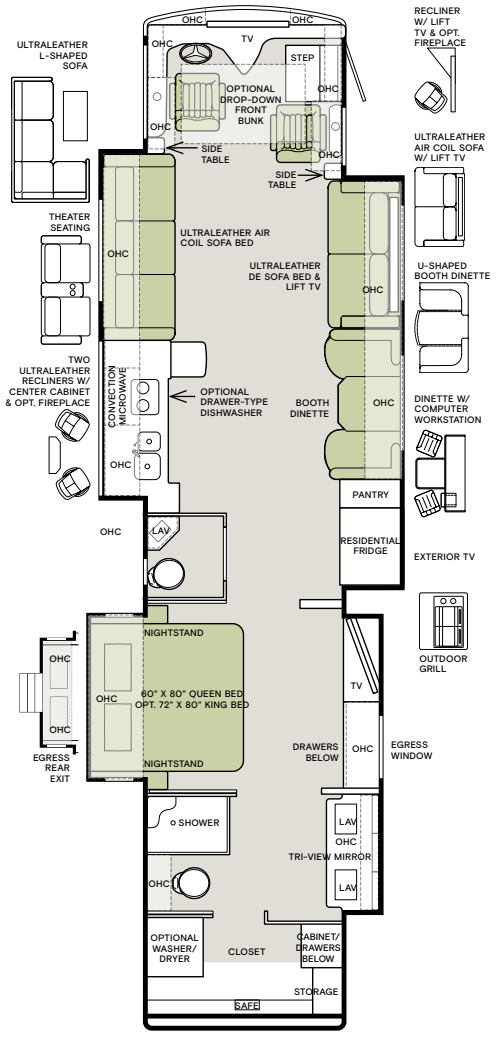 OHC
OHC
TV
OHC
STEP
OHC
OPTIONAL
DROP-DOWN
FRONT
BUNK
OHC
OHC
SIDE
TABLE
SIDE
TABLE
RECLINER
W/ LIFT
TV & OPT.
FIREPLACE
ULTRALEATHER
L-SHAPED
SOFA
ULTRALEATHER
AIR COIL SOFA
W/ LIFT TV
THEATER
SEATING
ULTRALEATHER AIR
COIL SOFA BED
OHC
ULTRALEATHER
DE SOFA BED &
LIFT TV
OHC
U-SHAPED
BOOTH DINETTE
TWO
ULTRALEATHER
RECLINERS W/
CENTER CABINET
& OPT. FIREPLACE
CONVECTION
MICROWAVE
OPTIONAL
DRAWER-TYPE
DISHWASHER
BOOTH
DINETTE
OHC
DINETTE W/
COMPUTER
WORKSTATION
OHC
PANTRY
OHC
LAV
RESIDENTIAL
FRIDGE
EXTERIOR TV
NIGHTSTAND
OUTDOOR
GRILL
OHC
OHC
EGRESS
REAR
EXIT
OHC
60" X 80" QUEEN BED
OPT. 72" X 80" KING BED
TV
NIGHTSTAND
DRAWERS
BELOW
OHC
EGRESS
WINDOW
SHOWER
LAV
OHC
TRI-VIEW MIRROR
LAV
OHC
OPTIONAL
WASHER/
DRYER
CLOSET
CABINET/
DRAWERS
BELOW
STORAGE
SAFE